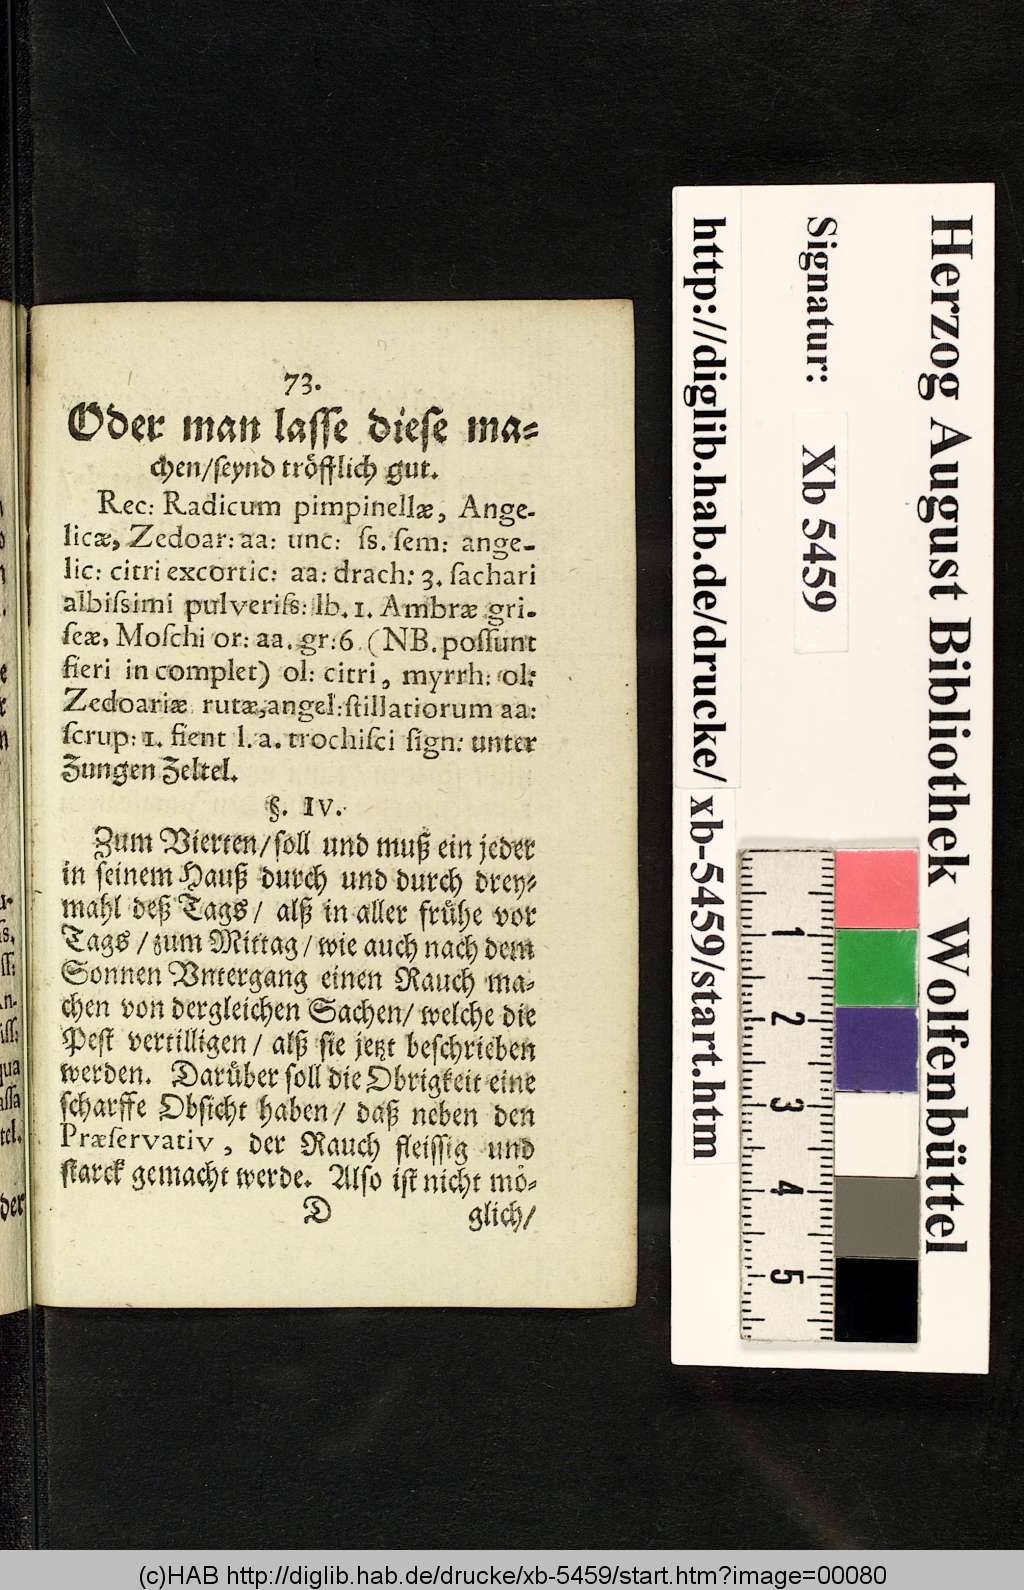 73.
Oder man lasse diese ma-
chen/seynd tröfflich gut.
Rec: Radicum pimpinellæ, Ange-
licæ, Zedoar: aa: unc: ſs. ſem: ange-
lic: citri excortic: aa: drach: 3. ſachari
albiſsimi pulveriſs: lb. 1. Ambræ gri-
ſeæ, Moſchi or: aa. gr: 6 (NB. poſſunt
fieri in complet) ol: citri, myrrh: ol:
Zedoariæ rutæ, angel: ſtillatiorum aa:
ſcrup: 1. fient l. a. trochiſci ſign: unter
Zungen Zeltel.
§. IV.
Zum Vierten/ ſoll und muß ein jeder
in ſeinem Hauß durch und durch drey-
mahl deß Tags/ alß in aller frühe vor
Tags/ zum Mittag/ wie auch nach dem
Sonnen Vntergang einen Rauch ma-
chen von dergleichen Sachen/ welche die
Peſt vertilligen/ alß ſie jetzt beſchrieben
werden. Darüber ſoll die Obrigkeit eine
ſcharffe Obſicht haben/ daß neben den
Præſervativ, der Rauch fleiſſig und
ſtarck gemacht werde. Alſo iſt nicht mö-
D glich/
Herzog August Bibliothek Wolfenbüttel
Signatur: Xb 5459
http://diglib.hab.de/drucke/ xb-5459/start.htm
1
2
3
4
5
qua
aſſa
tel.
der
(c)HAB http://diglib.hab.de/drucke/xb-5459/start.htm?image=00080